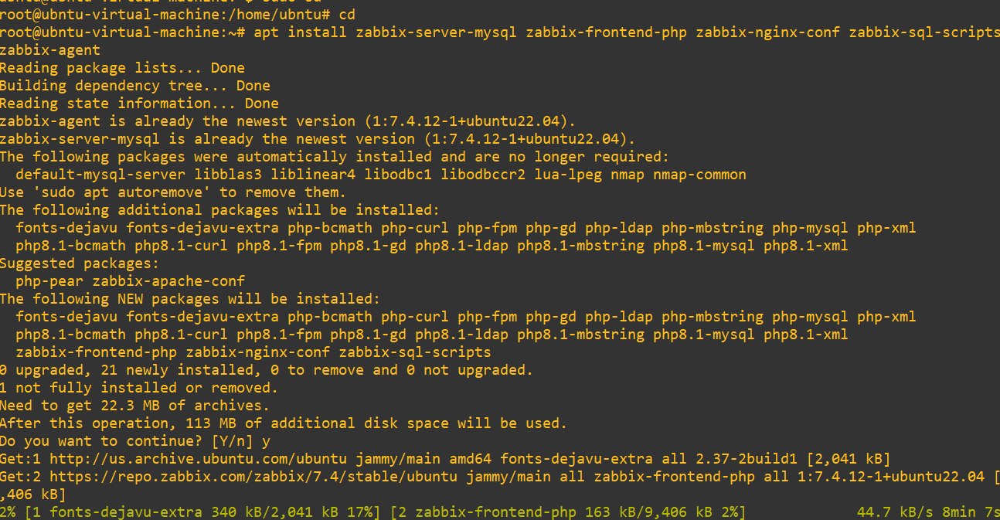 root@ubntu-virtual-machine:/home/ubntu# cd
root@ubntu-virtual-machine:~# apt install zabbix-server-mysql zabbix-frontend-php zabbix-nginx-conf zabbix-sql-scripts
zabbix-agent
Reading package lists... Done
Building dependency tree... Done
Reading state information... Done
zabbix-agent is already the newest version (1:7.4.12-1+ubuntu22.04).
zabbix-server-mysql is already the newest version (1:7.4.12-1+ubuntu22.04).
The following packages were automatically installed and are no longer required:
default-mysql-server libblas3 liblinear4 libodbc1 libodbccr2 lua-lpeg nmap nmap-common
Use 'sudo apt autoremove' to remove them.
The following additional packages will be installed:
fonts-dejavu fonts-dejavu-extra php-bcmath php-curl php-fpm php-gd php-ldap php-mbstring php-mysql php-xml
php8.1-bcmath php8.1-curl php8.1-fpm php8.1-gd php8.1-ldap php8.1-mbstring php8.1-mysql php8.1-xml
Suggested packages:
php-pear zabbix-apache-conf
The following NEW packages will be installed:
fonts-dejavu fonts-dejavu-extra php-bcmath php-curl php-fpm php-gd php-ldap php-mbstring php-mysql php-xml
php8.1-bcmath php8.1-curl php8.1-fpm php8.1-gd php8.1-ldap php8.1-mbstring php8.1-mysql php8.1-xml
zabbix-frontend-php zabbix-nginx-conf zabbix-sql-scripts
0 upgraded, 21 newly installed, 0 to remove and 0 not upgraded.
1 not fully installed or removed.
Need to get 22.3 MB of archives.
After this operation, 113 MB of additional disk space will be used.
Do you want to continue? [Y/n] y
Get:1 http://us.archive.ubuntu.com/ubuntu jammy/main amd64 fonts-dejavu-extra all 2.37-2build1 [2,041 kB]
Get:2 https://repo.zabbix.com/zabbix/7.4/stable/ubuntu jammy/main all zabbix-frontend-php all 1:7.4.12-1+ubuntu22.04 [
,406 kB]
2% [1 fonts-dejavu-extra 340 kB/2,041 kB 17%] [2 zabbix-frontend-php 163 kB/9,406 kB 2%] 44.7 kB/s 8min 7s